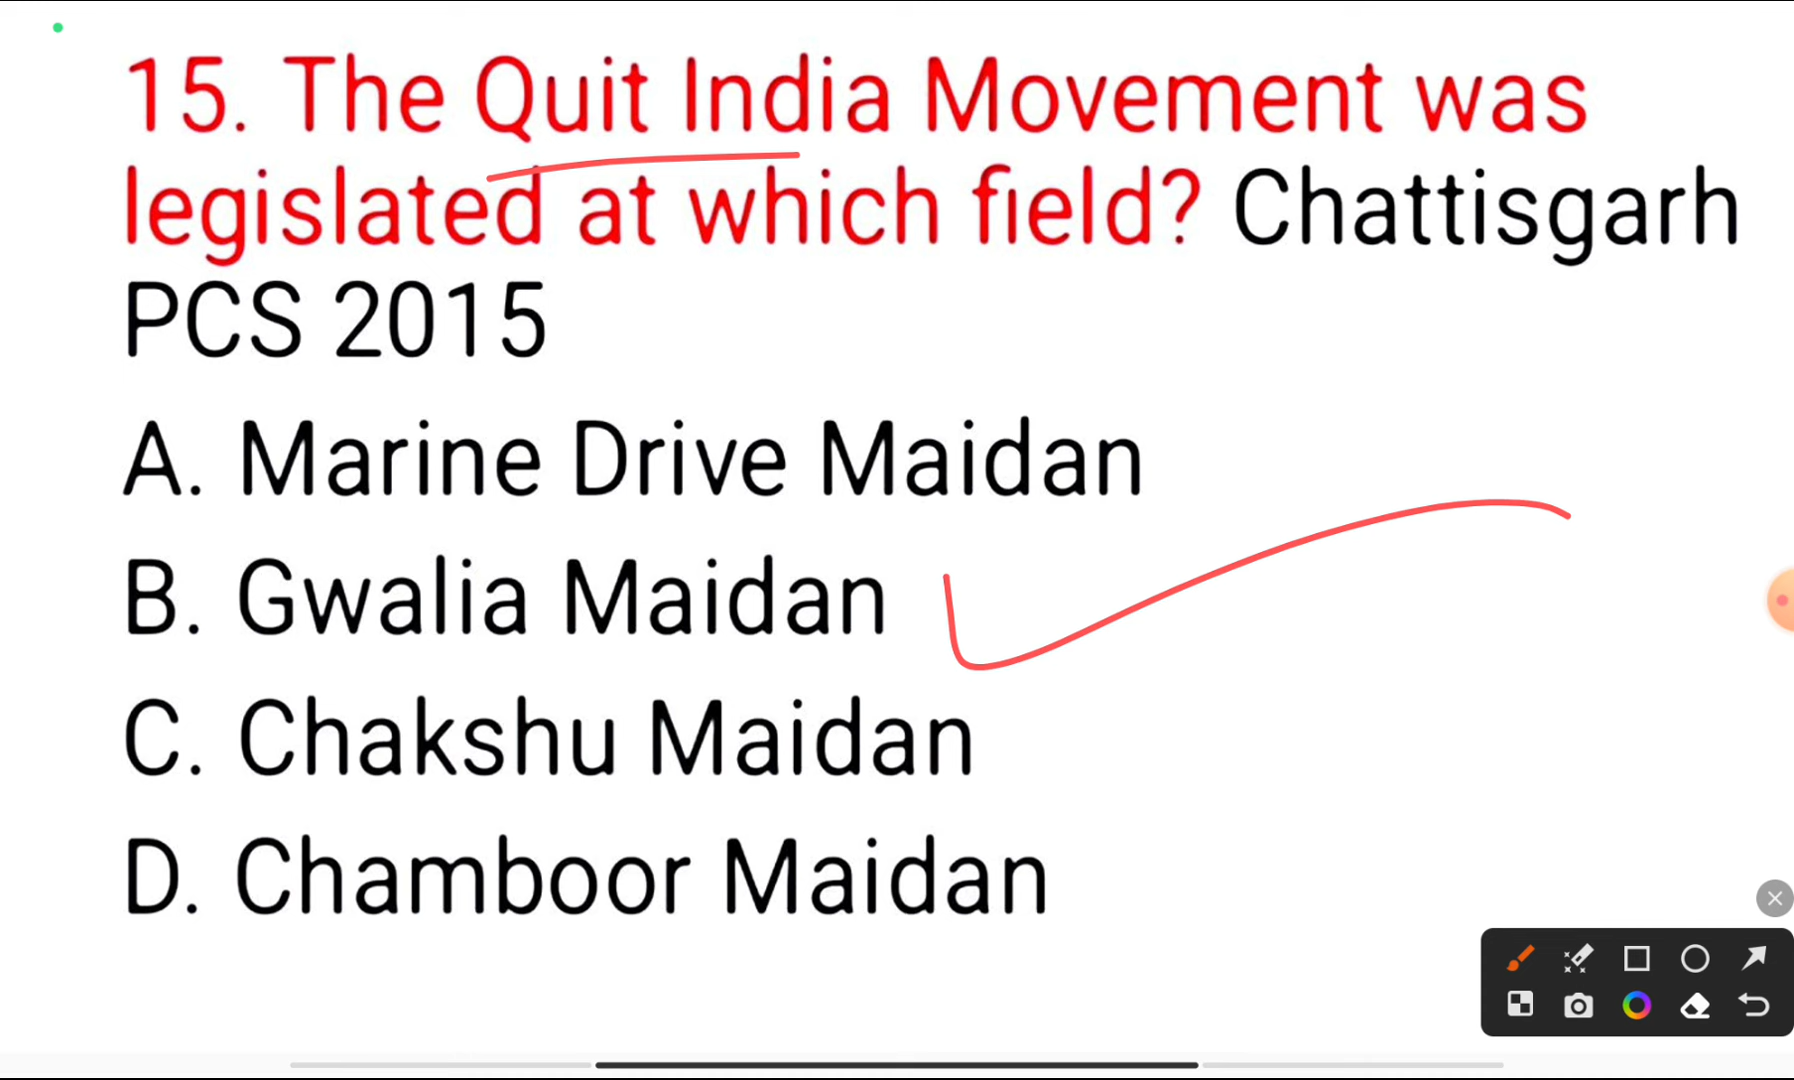 15. The Quit India Movement was
legislated at which field? Chattisgarh
PCS 2015
A. Marine Drive Maidan
B. Gwalia Maidan
C. Chakshu Maidan
D. Chamboor Maidan